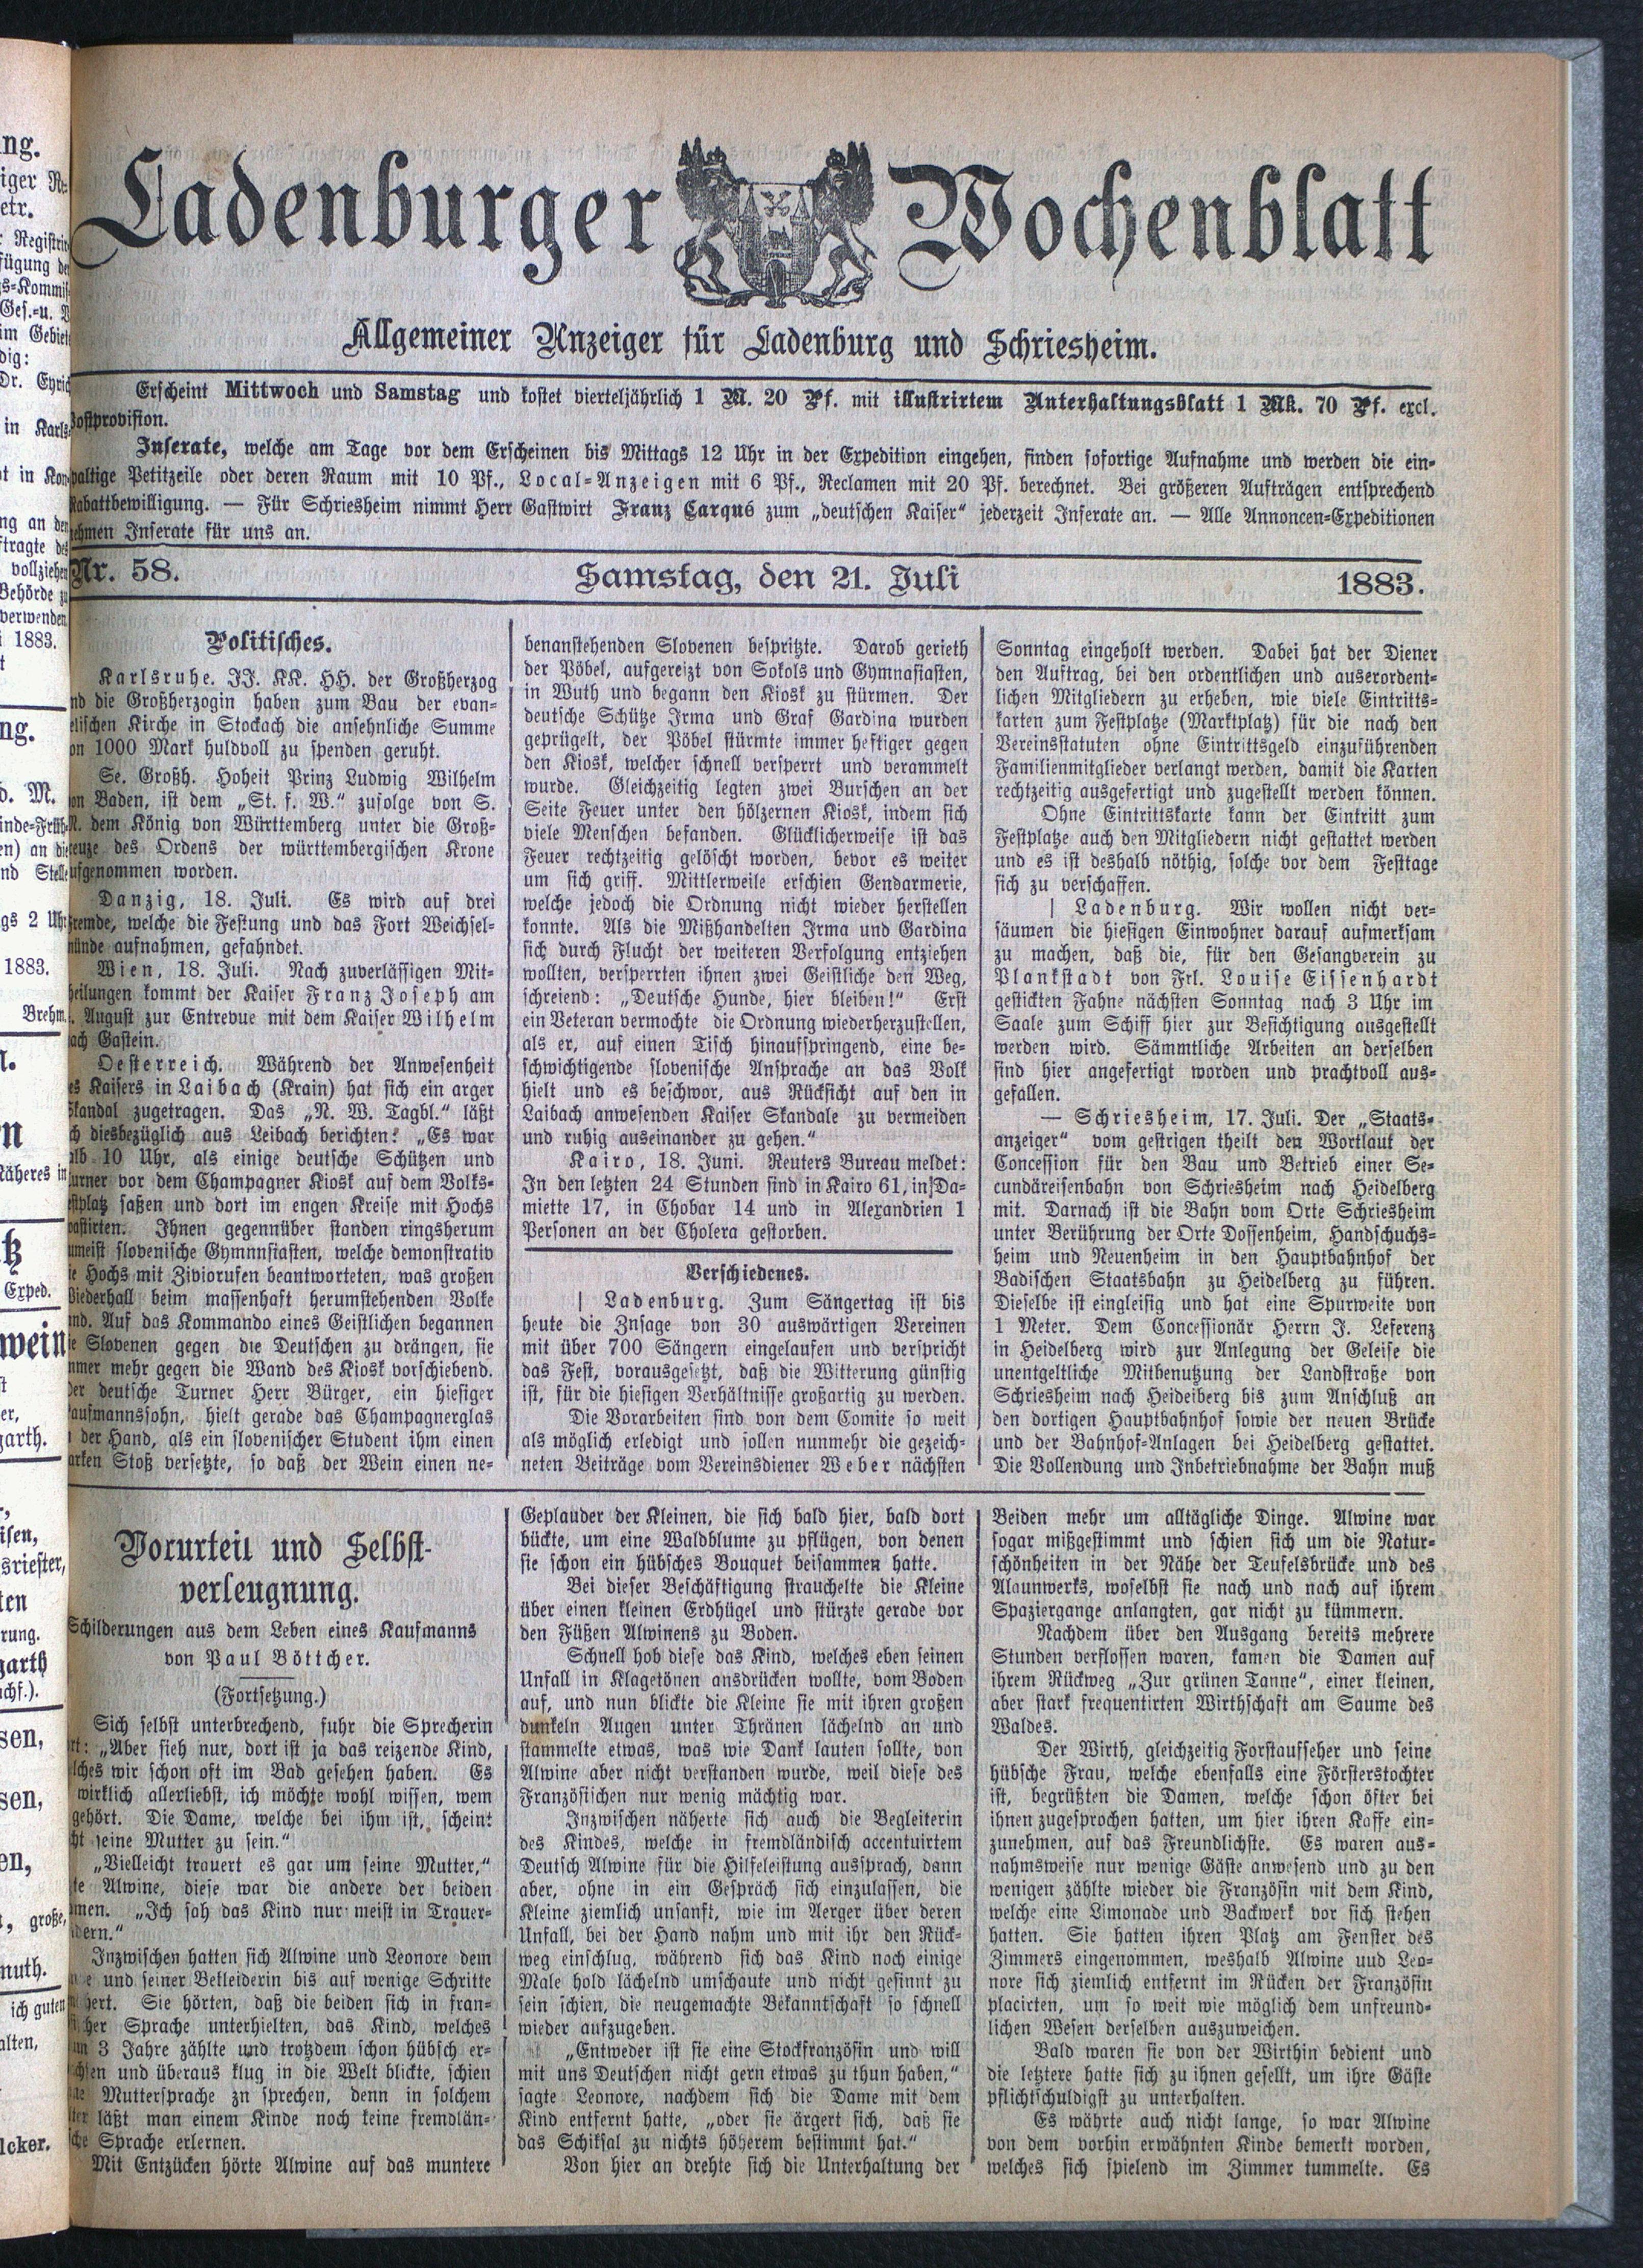 Ladenburger Wochenblatt
Allgemeiner Anzeiger für Ladenburg und Schriesheim.
Erscheint Mittwoch und Samstag und kostet vierteljährlich 1 M. 20 Pf. mit illustrirtem Unterhaltungsblatt 1 Mk. 70 Pf. excl.
Postprovision.
Inserate, welche am Tage vor dem Erscheinen bis Mittags 12 Uhr in der Expedition eingehen, finden sofortige Aufnahme und werden die ein-
paltige Petitzeile oder deren Raum mit 10 Pf., Local-Anzeigen mit 6 Pf., Reclamen mit 20 Pf. berechnet. Bei größeren Aufträgen entsprechend
Rabattbewilligung. — Für Schriesheim nimmt Herr Gastwirt Franz Carqué zum „deutschen Kaiser“ jederzeit Inserate an. — Alle Annoncen-Expeditionen
ehmen Inserate für uns an.
Nr. 58. Samstag, den 21. Juli 1883.
Politisches.
Karlsruhe. JJ. KK. HH. der Großherzog
nd die Großherzogin haben zum Bau der evan-
elischen Kirche in Stockach die ansehnliche Summe
on 1000 Mark huldvoll zu spenden geruht.
Se. Großh. Hoheit Prinz Ludwig Wilhelm
on Baden, ist dem „St. f. W.“ zufolge von S.
R. dem König von Württemberg unter die Groß-
reuze des Ordens der württembergischen Krone
ufgenommen worden.
Danzig, 18. Juli. Es wird auf drei
Fremde, welche die Festung und das Fort Weichsel-
münde aufnahmen, gefahndet.
Wien, 18. Juli. Nach zuverlässigen Mit-
heilungen kommt der Kaiser Franz Joseph am
. August zur Entrevue mit dem Kaiser Wilhelm
ach Gastein.
Oesterreich. Während der Anwesenheit
es Kaisers in Laibach (Krain) hat sich ein arger
Skandal zugetragen. Das „N. W. Tagbl.“ läßt
ch diesbezüglich aus Leibach berichten: „Es war
alb 10 Uhr, als einige deutsche Schützen und
urner vor dem Champagner Kiosk auf dem Volks-
estplatz saßen und dort im engen Kreise mit Hochs
oastirten. Ihnen gegennüber standen ringsherum
umeist slovenische Gymnnsiasten, welche demonstrativ
ie Hochs mit Zivioruſen beantworteten, was großen
Wiederhall beim massenhaft herumstehenden Volke
and. Auf das Kommando eines Geistlichen begannen
ie Slovenen gegen die Deutschen zu drängen, sie
mmer mehr gegen die Wand des Kiosk vorschiebend.
Der deutsche Turner Herr Bürger, ein hiesiger
aufmannssohn, hielt gerade das Champagnerglas
der Hand, als ein slovenischer Student ihm einen
arken Stoß versetzte, so daß der Wein einen ne-
benanstehenden Slovenen bespritzte. Darob gerieth
der Pöbel, aufgereizt von Sokols und Gymnasiasten,
in Wuth und begann den Kiosk zu stürmen. Der
deutsche Schütze Irma und Graf Gardina wurden
geprügelt, der Pöbel stürmte immer heftiger gegen
den Kiosk, welcher schnell versperrt und verammelt
wurde. Gleichzeitig legten zwei Burschen an der
Seite Feuer unter den hölzernen Kiosk, indem sich
viele Menschen befanden. Glücklicherweise ist das
Feuer rechtzeitig gelöscht worden, bevor es weiter
um sich griff. Mittlerweile erschien Gendarmerie,
welche jedoch die Ordnung nicht wieder herstellen
konnte. Als die Mißhandelten Irma und Gardina
sich durch Flucht der weiteren Verfolgung entziehen
wollten, versperrten ihnen zwei Geistliche den Weg,
schreiend: „Deutsche Hunde, hier bleiben!“ Erst
ein Veteran vermochte die Ordnung wiederherzustellen,
als er, auf einen Tisch hinaufspringend, eine be-
schwichtigende slovenische Ansprache an das Volk
hielt und es beschwor, aus Rücksicht auf den in
Laibach anwesenden Kaiser Skandale zu vermeiden
und ruhig auseinander zu gehen.“
Kairo, 18. Juni. Reuters Bureau meldet:
In den letzten 24 Stunden sind in Kairo 61, in Da-
miette 17, in Chobar 14 und in Alexandrien 1
Personen an der Cholera gestorben.
Verschiedenes.
| Ladenburg. Zum Sängertag ist bis
heute die Znsage von 30 auswärtigen Vereinen
mit über 700 Sängern eingelaufen und verspricht
das Fest, vorausgesetzt, daß die Witterung günstig
ist, für die hiesigen Verhältnisse großartig zu werden.
Die Vorarbeiten sind von dem Comite so weit
als möglich erledigt und sollen nunmehr die gezeich-
neten Beiträge vom Vereinsdiener Weber nächsten
Sonntag eingeholt werden. Dabei hat der Diener
den Auftrag, bei den ordentlichen und auserordent-
lichen Mitgliedern zu erheben, wie viele Eintritts-
karten zum Festplatze (Marktplatz) für die nach den
Vereinsstatuten ohne Eintrittsgeld einzuführenden
Familienmitglieder verlangt werden, damit die Karten
rechtzeitig ausgefertigt und zugestellt werden können.
Ohne Eintrittskarte kann der Eintritt zum
Festplatze auch den Mitgliedern nicht gestattet werden
und es ist deshalb nöthig, solche vor dem Festtage
sich zu verschaffen.
| Ladenburg. Wir wollen nicht ver-
säumen die hiesigen Einwohner darauf aufmerksam
zu machen, daß die, für den Gesangverein zu
Plankstadt von Frl. Louise Eissenhardt
gestickten Fahne nächsten Sonntag nach 3 Uhr im
Saale zum Schiff hier zur Besichtigung ausgestellt
werden wird. Sämmtliche Arbeiten an derselben
sind hier angefertigt worden und prachtvoll aus-
gefallen.
— Schriesheim, 17. Juli. Der „Staats-
anzeiger“ vom gestrigen theilt den Wortlaut der
Concession für den Bau und Betrieb einer Se-
cundäreisenbahn von Schriesheim nach Heidelberg
mit. Darnach ist die Bahn vom Orte Schriesheim
unter Berührung der Orte Dossenheim, Handschuchs-
heim und Neuenheim in den Hauptbahnhof der
Badischen Staatsbahn zu Heidelberg zu führen.
Dieselbe ist eingleisig und hat eine Spurweite von
1 Meter. Dem Concessionär Herrn J. Leferenz
in Heidelberg wird zur Anlegung der Geleise die
unentgeltliche Mitbenutzung der Landstraße von
Schriesheim nach Heideiberg bis zum Anschluß an
den dortigen Hauptbahnhof sowie der neuen Brücke
und der Bahnhof-Anlagen bei Heidelberg gestattet.
Die Vollendung und Inbetriebnahme der Bahn muß
Vorurteil und Selbst-
verleugnung.
Schilderungen aus dem Leben eines Kaufmanns
von Paul Böttcher.
(Fortsetzung.)
Sich selbst unterbrechend, fuhr die Sprecherin
rt: „Aber sieh nur, dort ist ja das reizende Kind,
lches wir schon oft im Bad gesehen haben. Es
wirklich allerliebst, ich möchte wohl wissen, wem
gehört. Die Dame, welche bei ihm ist, scheint
ht seine Mutter zu sein.“
„Vielleicht trauert es gar um seine Mutter,“
te Alwine, diese war die andere der beiden
men. „Ich sah das Kind nur meist in Trauer-
dern.“
Inzwischen hatten sich Alwine und Leonore dem
e und seiner Bekleiderin bis auf wenige Schritte
hert. Sie hörten, daß die beiden sich in fran-
cher Sprache unterhielten, das Kind, welches
3 Jahre zählte und trotzdem schon hübsch er-
chsen und überaus klug in die Welt blickte, schien
Muttersprache zn sprechen, denn in solchem
lter läßt man einem Kinde noch keine fremdlän-
che Sprache erlernen.
Mit Entzücken hörte Alwine auf das muntere
Geplauder der Kleinen, die sich bald hier, bald dort
bückte, um eine Waldblume zu pflügen, von denen
sie schon ein hübsches Bouquet beisammen hatte.
Bei dieser Beschäftigung strauchelte die Kleine
über einen kleinen Erdhügel und stürzte gerade vor
den Füßen Alwinens zu Boden.
Schnell hob diese das Kind, welches eben seinen
Unfall in Klagetönen ansdrücken wollte, vom Boden
auf, und nun blickte die Kleine sie mit ihren großen
dunkeln Augen unter Thränen lächelnd an und
stammelte etwas, was wie Dank lauten sollte, von
Alwine aber nicht verstanden wurde, weil diese des
Französischen nur wenig mächtig war.
Inzwischen näherte sich auch die Begleiterin
des Kindes, welche in fremdländisch accentuirtem
Deutsch Alwine für die Hilfeleistung aussprach, dann
aber, ohne in ein Gespräch sich einzulassen, die
Kleine ziemlich unsanft, wie im Aerger über deren
Unfall, bei der Hand nahm und mit ihr den Rück-
weg einschlug, während sich das Kind noch einige
Male hold lächelnd umschaute und nicht gesinnt zu
sein schien, die neugemachte Bekanntschaft so schnell
wieder aufzugeben.
„Entweder ist sie eine Stockfranzösin und will
mit uns Deutschen nicht gern etwas zu thun haben,“
sagte Leonore, nachdem sich die Dame mit dem
Kind entfernt hatte, „oder sie ärgert sich, daß sie
das Schiksal zu nichts höherem bestimmt hat.“
Von hier an drehte sich die Unterhaltung der
Beiden mehr um alltägliche Dinge. Alwine war
sogar mißgestimmt und schien sich um die Natur-
schönheiten in der Nähe der Teufelsbrücke und des
Alaunwerks, woselbst sie nach und nach auf ihrem
Spaziergange anlangten, gar nicht zu kümmern.
Nachdem über den Ausgang bereits mehrere
Stunden verflossen waren, kamen die Damen auf
ihrem Rückweg „Zur grünen Tanne“, einer kleinen,
aber stark frequentirten Wirthschaft am Saume des
Waldes.
Der Wirth, gleichzeitig Forstaufseher und seine
hübsche Frau, welche ebenfalls eine Försterstochter
ist, begrüßten die Damen, welche schon öfter bei
ihnen zugesprochen hatten, um hier ihren Kaffe ein-
zunehmen, auf das Freundlichste. Es waren aus-
nahmsweise nur wenige Gäste anwesend und zu den
wenigen zählte wieder die Französin mit dem Kind,
welche eine Limonade und Backwerk vor sich stehen
hatten. Sie hatten ihren Platz am Fenster des
Zimmers eingenommen, weshalb Alwine und Leo-
nore sich ziemlich entfernt im Rücken der Französin
placirten, um so weit wie möglich dem unfreund-
lichen Wesen derselben auszuweichen.
Bald waren sie von der Wirthin bedient und
die letztere hatte sich zu ihnen gesellt, um ihre Gäste
pflichtschuldigst zu unterhalten.
Es währte auch nicht lange, so war Alwine
von dem vorhin erwähnten Kinde bemerkt worden,
welches sich spielend im Zimmer tummelte. Es